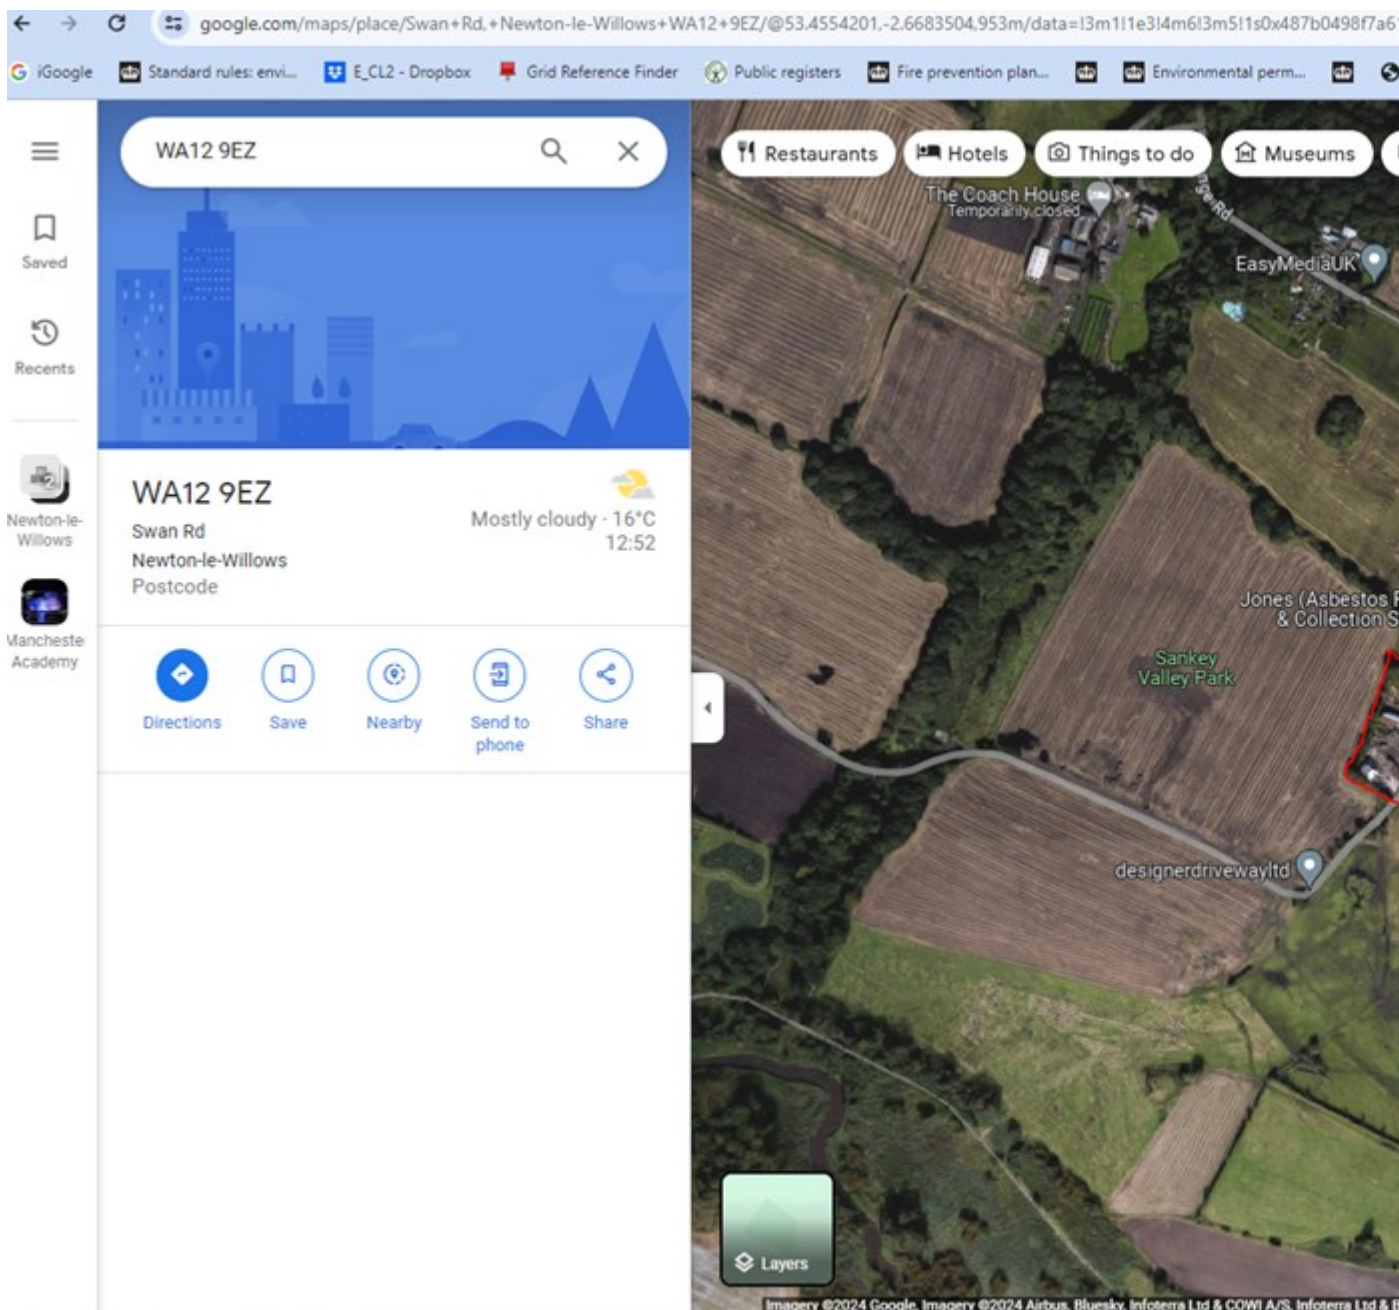 google.com/maps/place/Swan+Rd,+Newton-le-Willows+WA12+9EZ/@53.4554201,-2.6683504,953m/data=!3m1!1e3!4m6!3m5!1s0x487b0498f7a6
iGoogle Standard rules: envi... E_CL2 - Dropbox Grid Reference Finder Public registers Fire prevention plan... Environmental perm...
WA12 9EZ
Restaurants Hotels Things to do Museums
Saved
Recents
Newton-le-
Willows
Mancheste
Academy
WA12 9EZ
Swan Rd
Newton-le-Willows
Postcode
Mostly cloudy · 16°C
12:52
Directions
Save
Nearby
Send to
phone
Share
The Coach House
Temporarily closed
nge Rd
EasyMediaUK
Jones (Asbestos R
& Collection S
Sankey
Valley Park
designerdrivewayltd
Layers
Imagery ©2024 Google, Imagery ©2024 Airbus, Bluesky, Infoterra Ltd & COWI A/S, Infoterra Ltd &